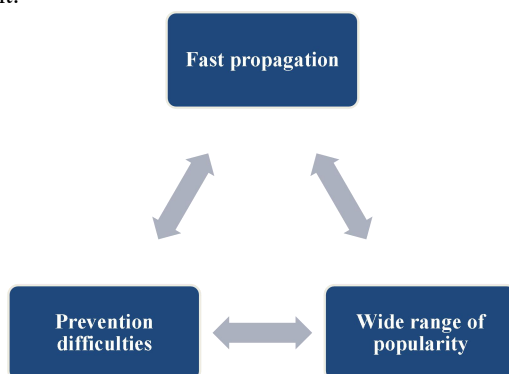 Fast propagation
Prevention
difficulties
Wide range of
popularity